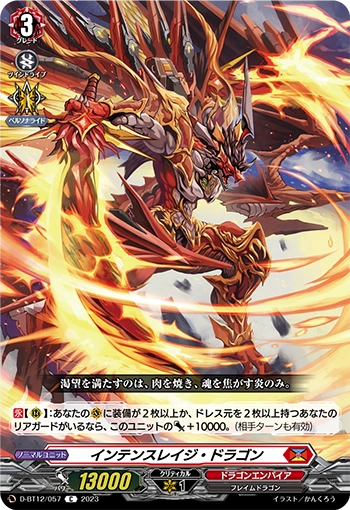 3
グレード
ツインドライブ
ペルソナライド
渇望を満たすのは、肉を焼き、魂を焦がす炎のみ。
永【R】:あなたのVに装備が2枚以上か、ドレス元を2枚以上持つあなたの
リアガードがいるなら、このユニットの+10000。(相手ターンも有効)
ノーマルユニット
インテンスレイジ・ドラゴン
パワー 13000
クリティカル
1
ドラゴンエンパイア
フレイムドラゴン
D-BT12/057 C 2023
イラスト/かんくろう